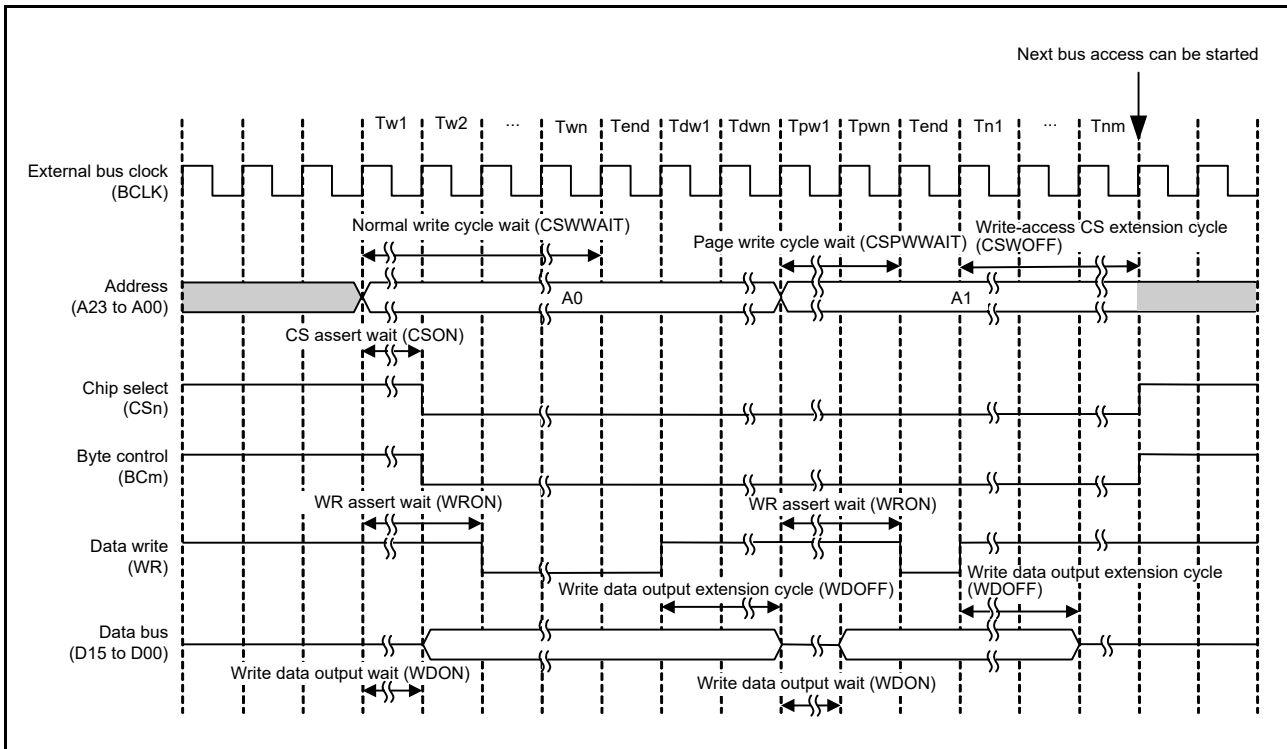 Next bus access can be started
Tw1 Tw2 ... Twn Tend Tdw1 Tdwn Tpw1 Tpwn Tend Tn1 ... Tnm
External bus clock
(BCLK)
Normal write cycle wait (CSWWAIT)
Page write cycle wait (CSPWWAIT)
Write-access CS extension cycle
(CSWOFF)
Address
(A23 to A00)
A0
A1
CS assert wait (CSON)
Chip select
(CSn)
Byte control
(BCm)
WR assert wait (WRON)
WR assert wait (WRON)
Data write
(WR)
Write data output extension cycle (WDOFF)
Write data output extension cycle
(WDOFF)
Data bus
(D15 to D00)
Write data output wait (WDON)
Write data output wait (WDON)